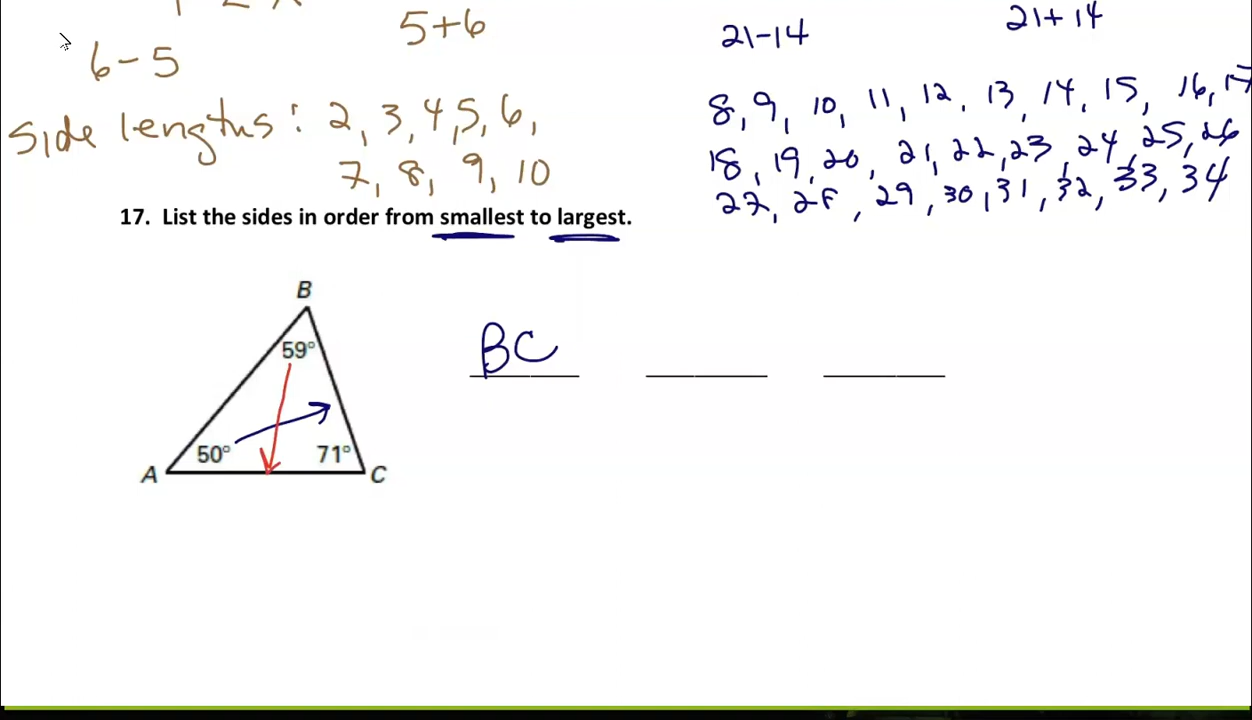 5+6
21-14
21+14
6-5
Side lengths: 2, 3, 4, 5, 6,
7, 8, 9, 10
8, 9, 10, 11, 12, 13, 14, 15, 16, 17
18, 19, 20, 21, 22, 23, 24, 25, 26
27, 28, 29, 30, 31, 32, 33, 34
17. List the sides in order from smallest to largest.
B
59°
BC
50°
71°
A
C